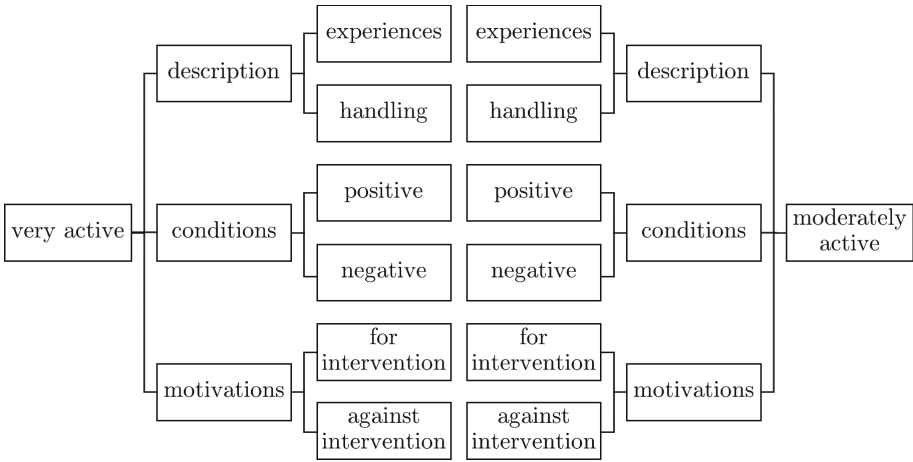 experiences
experiences
description
description
handling
handling
positive
positive
very active
conditions
conditions
moderately
active
negative
negative
for
intervention
for
intervention
motivations
motivations
against
intervention
against
intervention